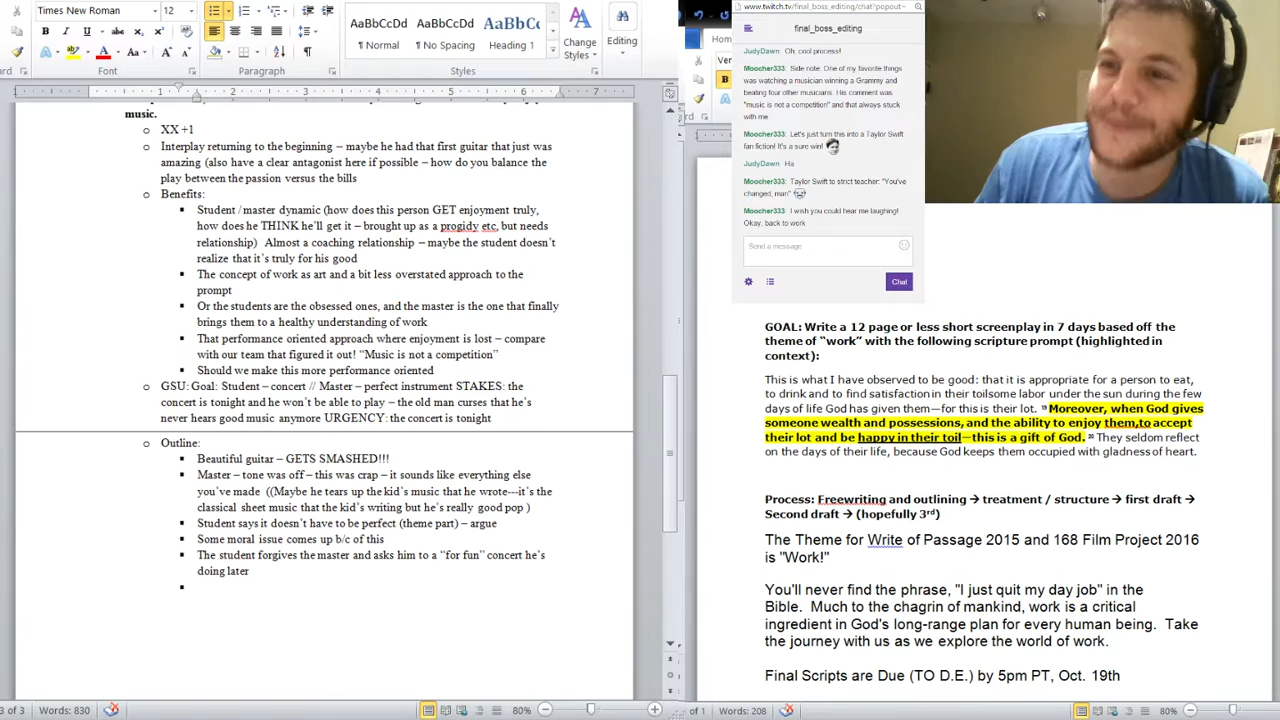 Times New Roman
12
AaBbCcDd
AaBbCcDd
AaBbC
¶ Normal
¶ No Spacing
Heading 1
Change
Styles
Editing
Font
Paragraph
Styles
music.
o XX +1
o Interplay returning to the beginning – maybe he had that first guitar that just was
amazing (also have a clear antagonist here if possible – how do you balance the
play between the passion versus the bills
o Benefits:
▪ Student / master dynamic (how does this person GET enjoyment truly,
how does he THINK he'll get it – brought up as a progidy etc, but needs
relationship) Almost a coaching relationship – maybe the student doesn't
realize that it's truly for his good
▪ The concept of work as art and a bit less overstated approach to the
prompt
▪ Or the students are the obsessed ones, and the master is the one that finally
brings them to a healthy understanding of work
▪ That performance oriented approach where enjoyment is lost – compare
with our team that figured it out! "Music is not a competition"
▪ Should we make this more performance oriented
o GSU: Goal: Student – concert // Master – perfect instrument STAKES: the
concert is tonight and he won't be able to play – the old man curses that he's
never hears good music anymore URGENCY: the concert is tonight
o Outline:
▪ Beautiful guitar – GETS SMASHED!!!
▪ Master – tone was off – this was crap – it sounds like everything else
you've made ((Maybe he tears up the kid's music that he wrote---it's the
classical sheet music that the kid's writing but he's really good pop )
▪ Student says it doesn't have to be perfect (theme part) – argue
▪ Some moral issue comes up b/c of this
▪ The student forgives the master and asks him to a "for fun" concert he's
doing later
▪
3 of 3
Words: 830
80%
www.twitch.tv/final_boss_editing/chat?popout=
final_boss_editing
JudyDawn Oh, cool process!
Moocher333: Side note: One of my favorite things
was watching a musician winning a Grammy and
beating four other musicians. His comment was
"music is not a competition" and that always stuck
with me
Moocher333: Let's just turn this into a Taylor Swift
fan fiction! It's a sure win!
JudyDawn Ha
Moocher333: Taylor Swift to strict teacher: "You've
changed, man"
Moocher333: I wish you could hear me laughing!
Okay, back to work
Send a message
Chat
GOAL: Write a 12 page or less short screenplay in 7 days based off the
theme of "work" with the following scripture prompt (highlighted in
context):
This is what I have observed to be good: that it is appropriate for a person to eat,
to drink and to find satisfaction in their toilsome labor under the sun during the few
days of life God has given them—for this is their lot. 19 Moreover, when God gives
someone wealth and possessions, and the ability to enjoy them,to accept
their lot and be happy in their toil—this is a gift of God. 20 They seldom reflect
on the days of their life, because God keeps them occupied with gladness of heart.
Process: Freewriting and outlining → treatment / structure → first draft →
Second draft → (hopefully 3rd)
The Theme for Write of Passage 2015 and 168 Film Project 2016
is "Work!"
You'll never find the phrase, "I just quit my day job" in the
Bible. Much to the chagrin of mankind, work is a critical
ingredient in God's long-range plan for every human being. Take
the journey with us as we explore the world of work.
Final Scripts are Due (TO D.E.) by 5pm PT, Oct. 19th
of 1
Words: 208
80%